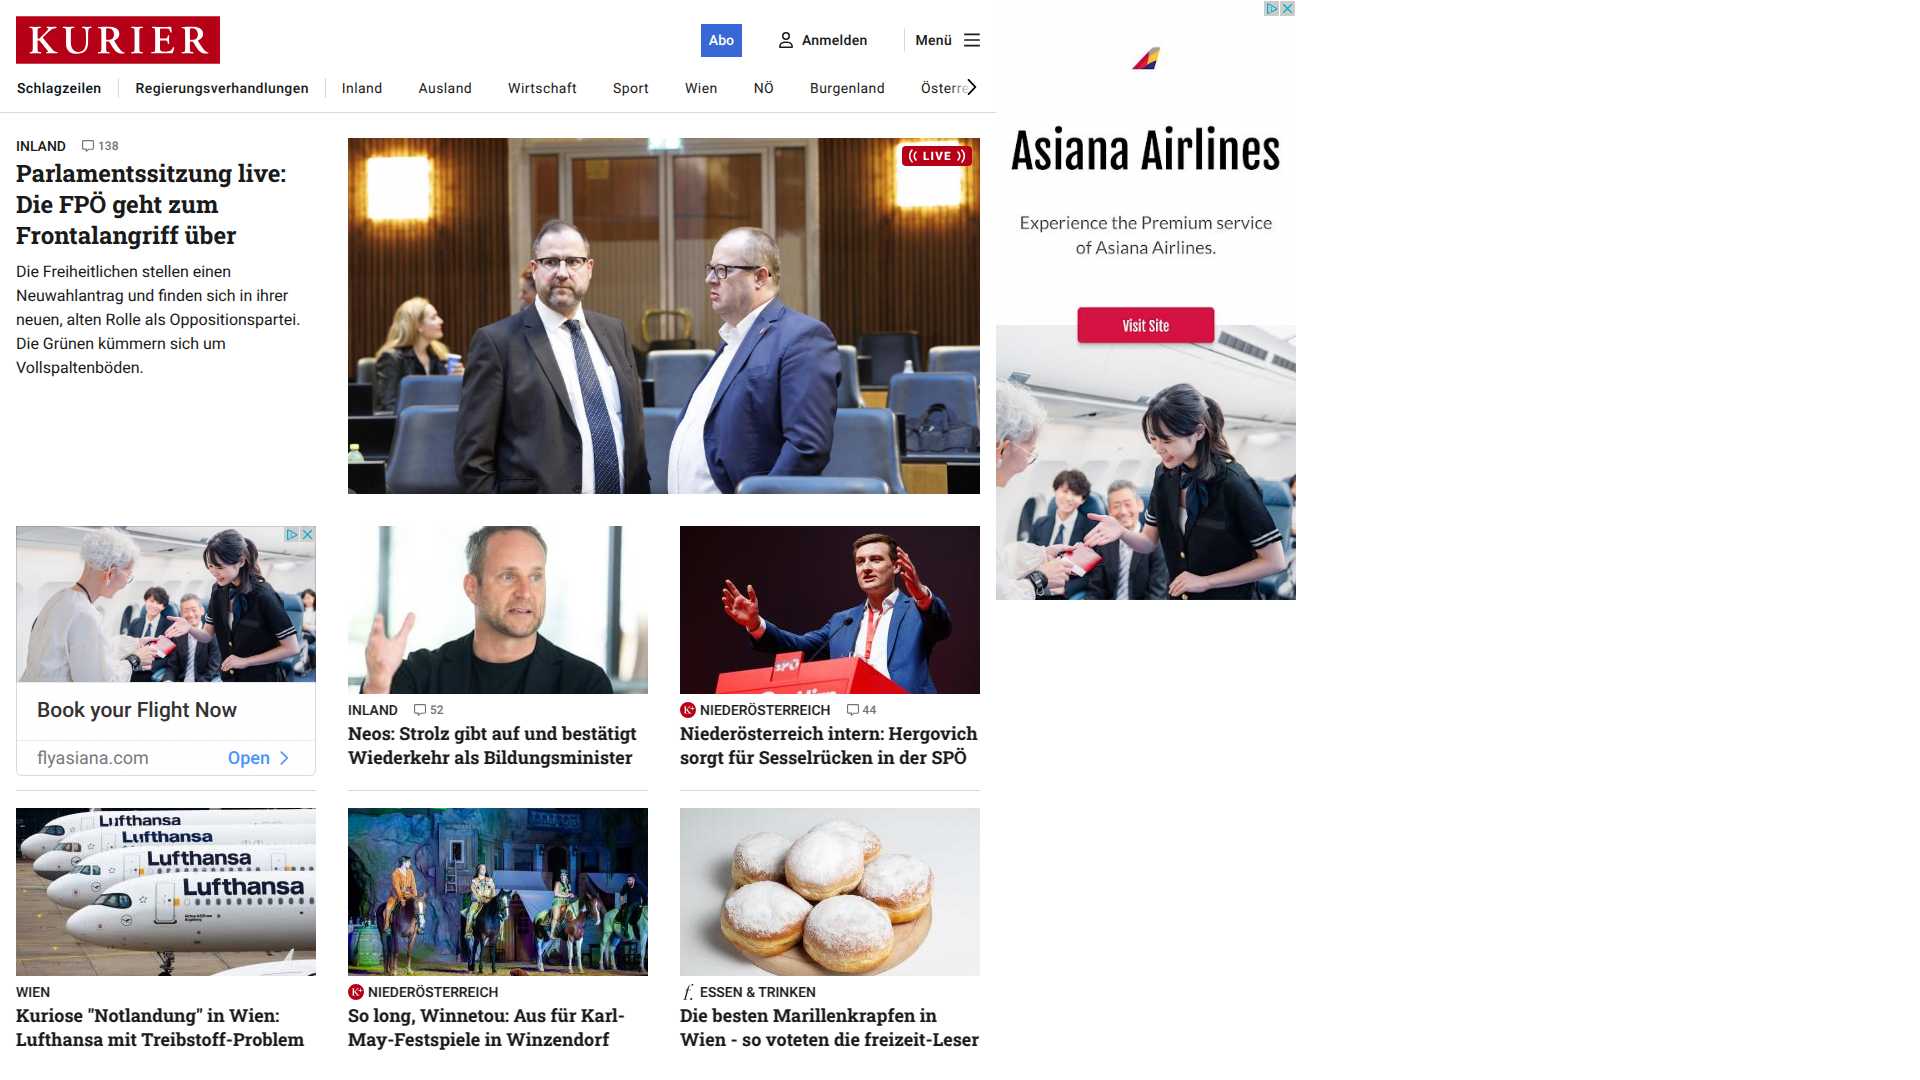 KURIER
Abo
Anmelden
Menü
Schlagzeilen
Regierungsverhandlungen
Inland
Ausland
Wirtschaft
Sport
Wien
NÖ
Burgenland
Österre
INLAND 138
Parlamentssitzung live:
Die FPÖ geht zum
Frontalangriff über
Die Freiheitlichen stellen einen
Neuwahlantrag und finden sich in ihrer
neuen, alten Rolle als Oppositionspartei.
Die Grünen kümmern sich um
Vollspaltenböden.
LIVE
Asiana Airlines
Experience the Premium service
of Asiana Airlines.
Visit Site
Book your Flight Now
flyasiana.com
Open
INLAND 52
Neos: Strolz gibt auf und bestätigt
Wiederkehr als Bildungsminister
SPÖ
K+ NIEDERÖSTERREICH 44
Niederösterreich intern: Hergovich
sorgt für Sesselrücken in der SPÖ
Lufthansa
Lufthansa
Lufthansa
Lufthansa
WIEN
Kuriose "Notlandung" in Wien:
Lufthansa mit Treibstoff-Problem
K+ NIEDERÖSTERREICH
So long, Winnetou: Aus für Karl-
May-Festspiele in Winzendorf
f. ESSEN & TRINKEN
Die besten Marillenkrapfen in
Wien - so voteten die freizeit-Leser